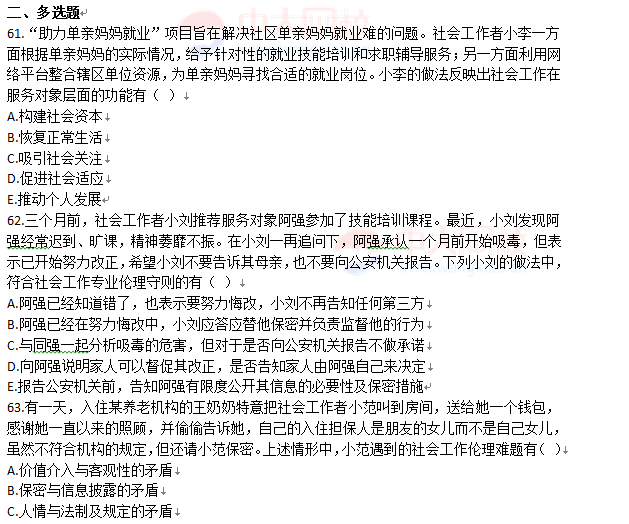 二、多选题
61.“助力单亲妈妈就业”项目旨在解决社区单亲妈妈就业难的问题。社会工作者小李一方
面根据单亲妈妈的实际情况，给予针对性的就业技能培训和求职辅导服务；另一方面利用网
络平台整合辖区单位资源，为单亲妈妈寻找合适的就业岗位。小李的做法反映出社会工作在
服务对象层面的功能有（ ）
A.构建社会资本
B.恢复正常生活
C.吸引社会关注
D.促进社会适应
E.推动个人发展
62.三个月前，社会工作者小刘推荐服务对象阿强参加了技能培训课程。最近，小刘发现阿
强经常迟到、旷课，精神萎靡不振。在小刘一再追问下，阿强承认一个月前开始吸毒，但表
示已开始努力改正，希望小刘不要告诉其母亲，也不要向公安机关报告。下列小刘的做法中，
符合社会工作专业伦理守则的有（ ）
A.阿强已经知道错了，也表示要努力悔改，小刘不再告知任何第三方
B.阿强已经在努力悔改中，小刘应答应替他保密并负责监督他的行为
C.与回强一起分析吸毒的危害，但对于是否向公安机关报告不做承诺
D.向阿强说明家人可以督促其改正，是否告知家人由阿强自己来决定
E.报告公安机关前，告知阿强有限度公开其信息的必要性及保密措施
63.有一天，入住某养老机构的王奶奶特意把社会工作者小范叫到房间，送给她一个钱包，
感谢她一直以来的照顾，并偷偷告诉她，自己的入住担保人是朋友的女儿而不是自己女儿，
虽然不符合机构的规定，但还请小范保密。上述情形中，小范遇到的社会工作伦理难题有（ ）
A.价值介入与客观性的矛盾
B.保密与信息披露的矛盾
C.人情与法制及规定的矛盾